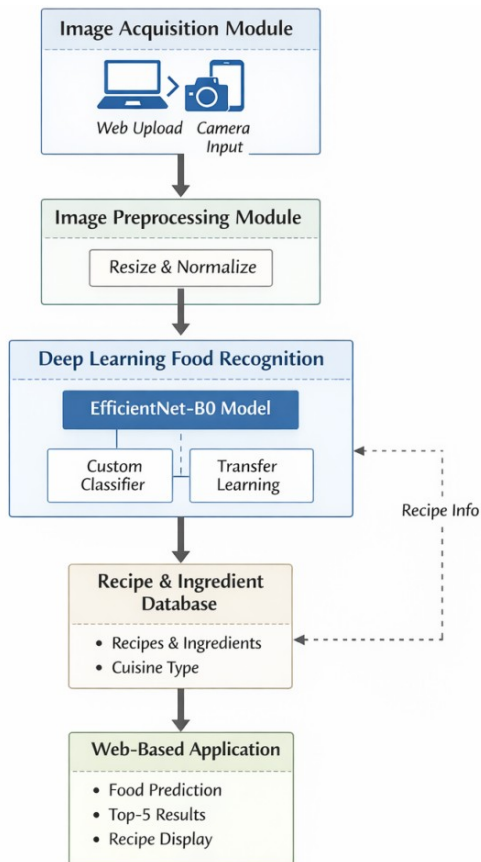 Image Acquisition Module
Web Upload
Camera
Input
Image Preprocessing Module
Resize & Normalize
Deep Learning Food Recognition
EfficientNet-B0 Model
Custom
Classifier
Transfer
Learning
Recipe Info
Recipe & Ingredient
Database
• Recipes & Ingredients
• Cuisine Type
Web-Based Application
• Food Prediction
• Top-5 Results
• Recipe Display